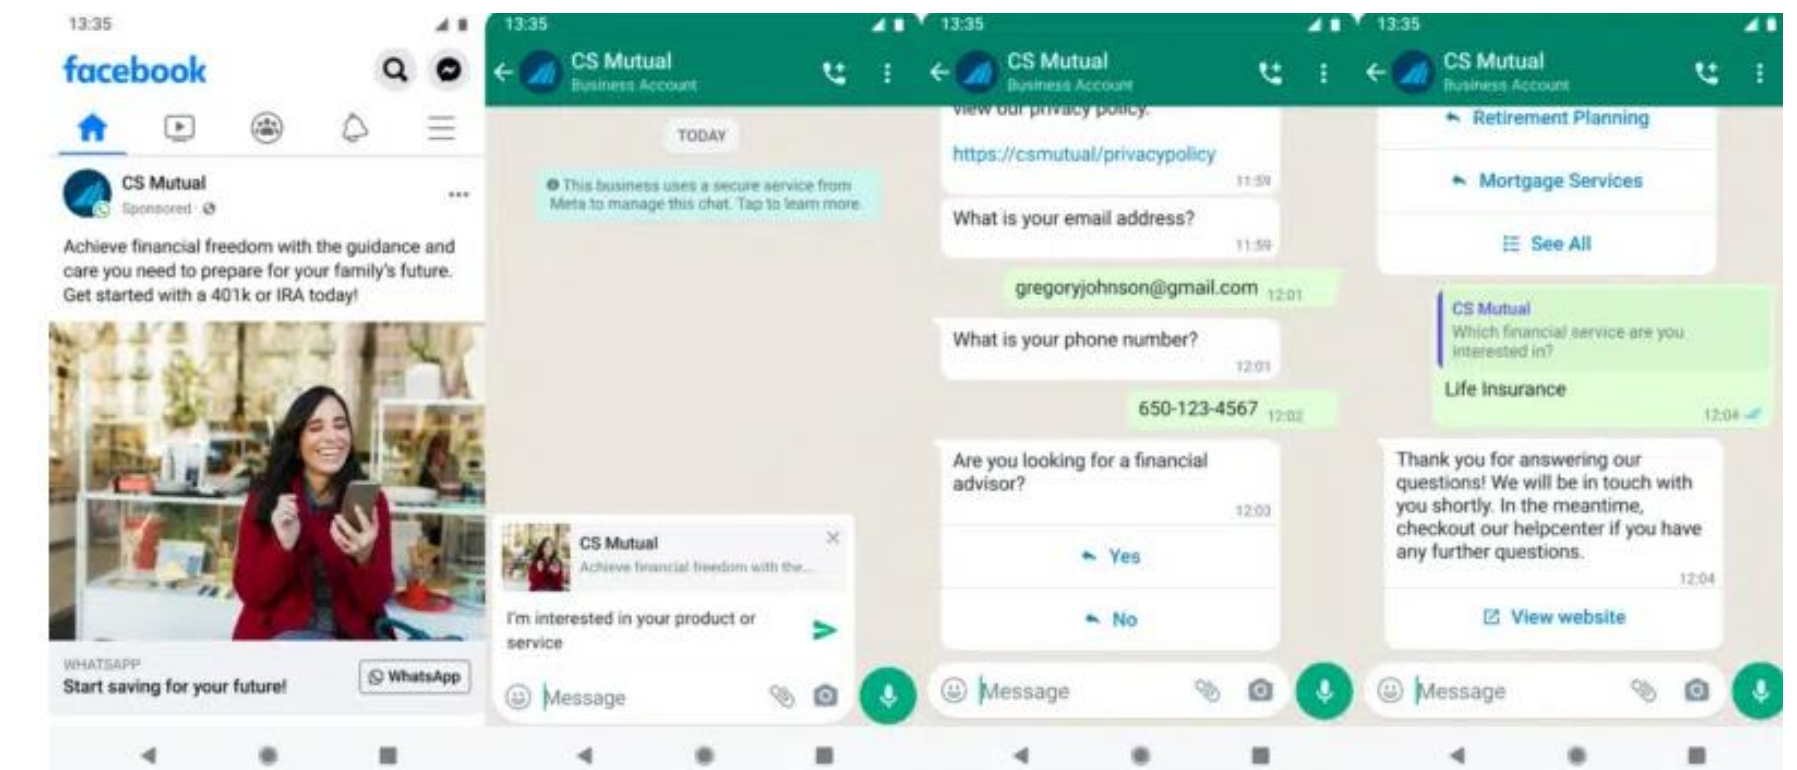 13:35
facebook
CS Mutual
Sponsored ·
Achieve financial freedom with the guidance and
care you need to prepare for your family's future.
Get started with a 401k or IRA today!
WHATSAPP
Start saving for your future!
WhatsApp
13:35
CS Mutual
Business Account
TODAY
This business uses a secure service from
Meta to manage this chat. Tap to learn more.
CS Mutual
Achieve financial freedom with the...
I'm interested in your product or
service
Message
13:35
CS Mutual
Business Account
view our privacy policy.
https://csmutual/privacypolicy
11:59
What is your email address?
11:59
gregoryjohnson@gmail.com 12:01
What is your phone number?
12:01
650-123-4567 12:02
Are you looking for a financial
advisor?
12:03
Yes
No
Message
13:35
CS Mutual
Business Account
Retirement Planning
Mortgage Services
See All
CS Mutual
Which financial service are you
interested in?
Life Insurance
12:04
Thank you for answering our
questions! We will be in touch with
you shortly. In the meantime,
checkout our helpcenter if you have
any further questions.
12:04
View website
Message